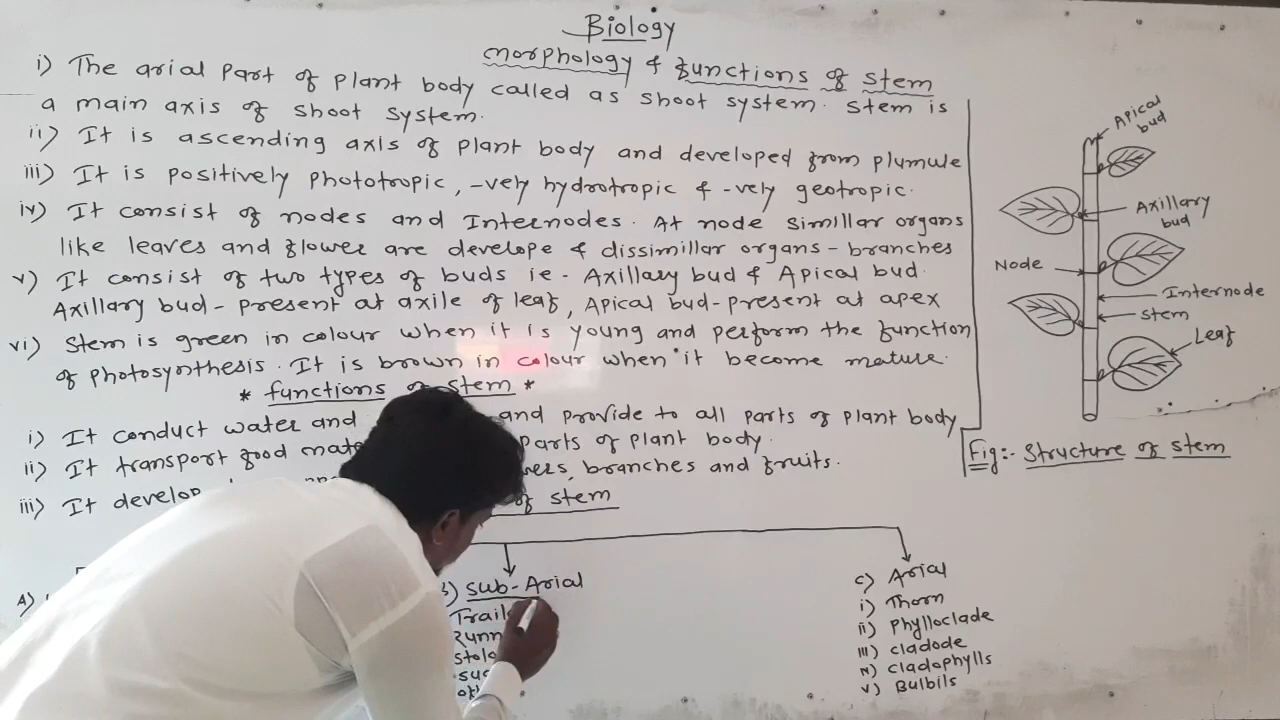 Biology
morphology & functions of stem
i) The arial part of plant body called as shoot system. Stem is
a main axis of shoot system.
ii) It is ascending axis of plant body and developed from plumule
iii) It is positively phototropic, -vely hydrotropic & -vely geotropic.
iv) It consist of nodes and Internodes. At node simillar organs
like leaves and flower are develope & dissimillar organs - branches
v) It consist of two types of buds ie - Axillary bud & Apical bud.
Axillary bud - present at axile of leaf, Apical bud - present at apex
vi) Stem is green in colour when it is young and perform the function
of photosynthesis. It is brown in colour when it become mature.
* functions of stem *
i) It conduct water and and provide to all parts of plant body
ii) It transport food parts of plant body.
iii) It branches and fruits.
of stem
A)
Sub-Arial
c) Arial
i) Thorn
ii) Phylloclade
iii) cladode
iv) cladophylls
v) Bulbils
Apical
bud
Axillary
bud
Node
Internode
stem
Leaf
Fig:- Structure of stem